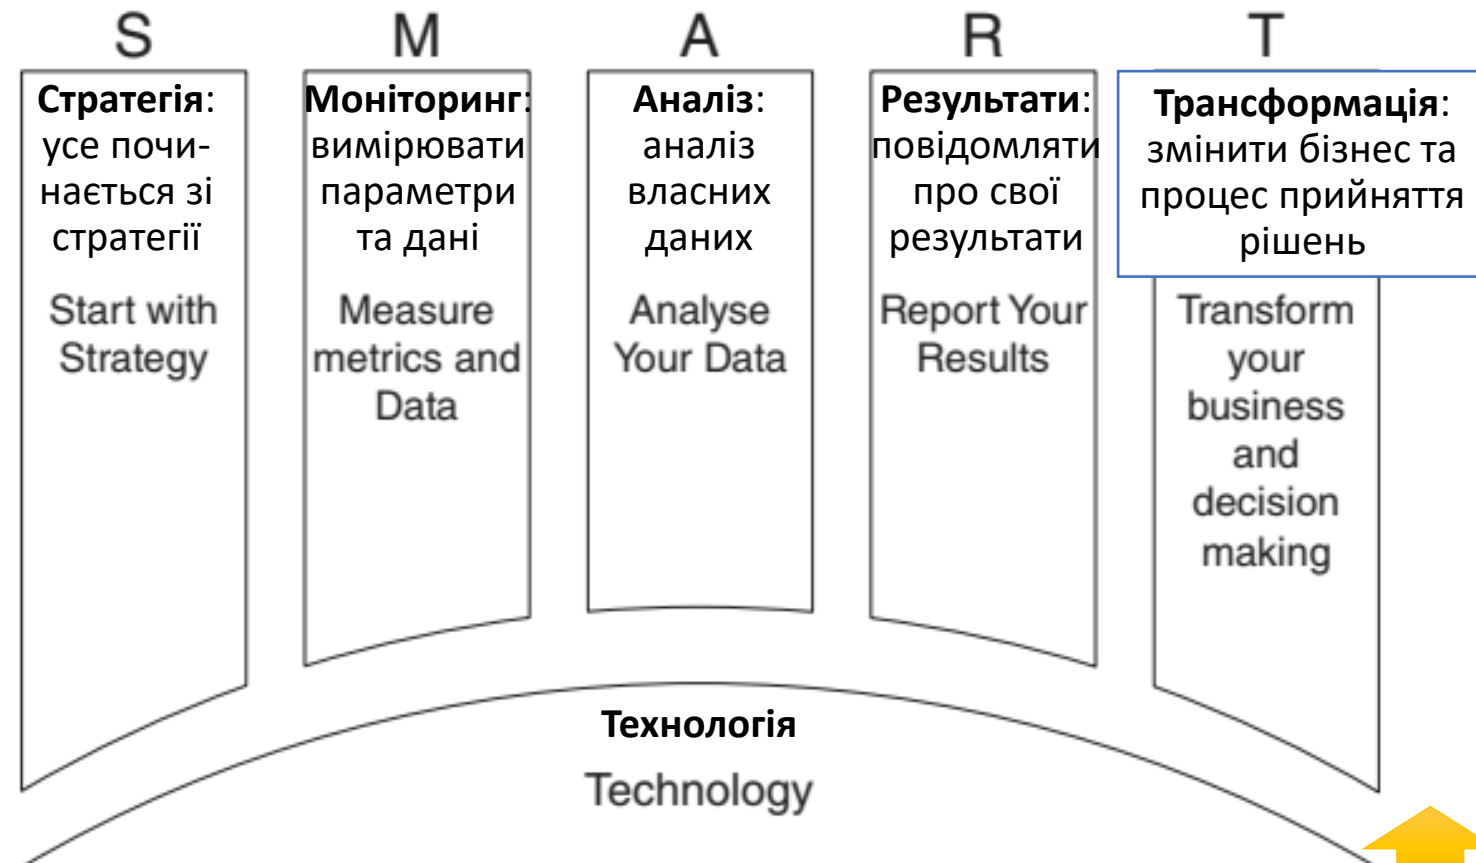 S
Стратегія:
усе почи-
нається зі
стратегії
Start with
Strategy
M
Моніторинг:
вимірювати
параметри
та дані
Measure
metrics and
Data
A
Аналіз:
аналіз
власних
даних
Analyse
Your Data
R
Результати:
повідомляти
про свої
результати
Report Your
Results
T
Трансформація:
змінити бізнес та
процес прийняття
рішень
Transform
your
business
and
decision
making
Технологія
Technology